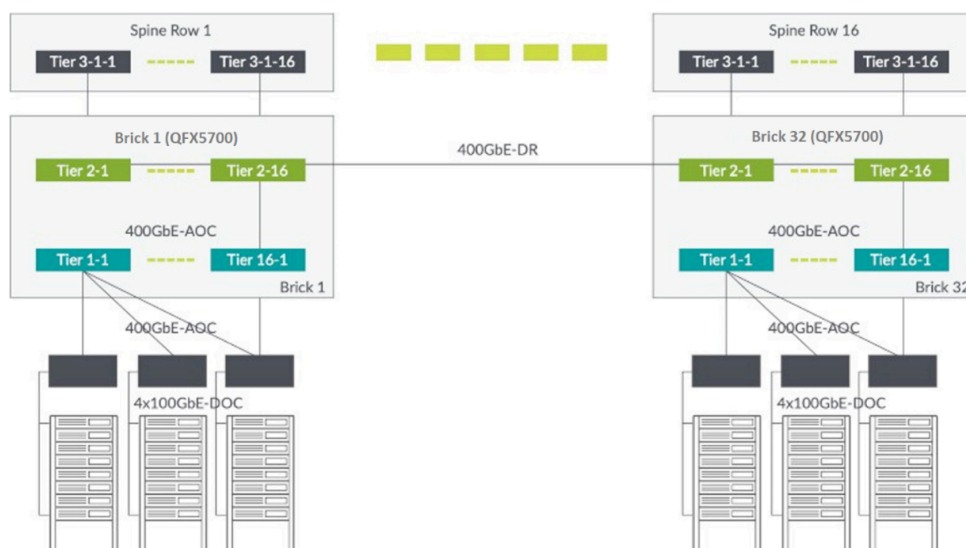 Spine Row 1
Tier 3-1-1
Tier 3-1-16
Spine Row 16
Tier 3-1-1
Tier 3-1-16
Brick 1 (QFX5700)
Tier 2-1
Tier 2-16
400GbE-AOC
Tier 1-1
Tier 16-1
Brick 1
400GbE-DR
Brick 32 (QFX5700)
Tier 2-1
Tier 2-16
400GbE-AOC
Tier 1-1
Tier 16-1
Brick 32
400GbE-AOC
4x100GbE-DOC
400GbE-AOC
4x100GbE-DOC